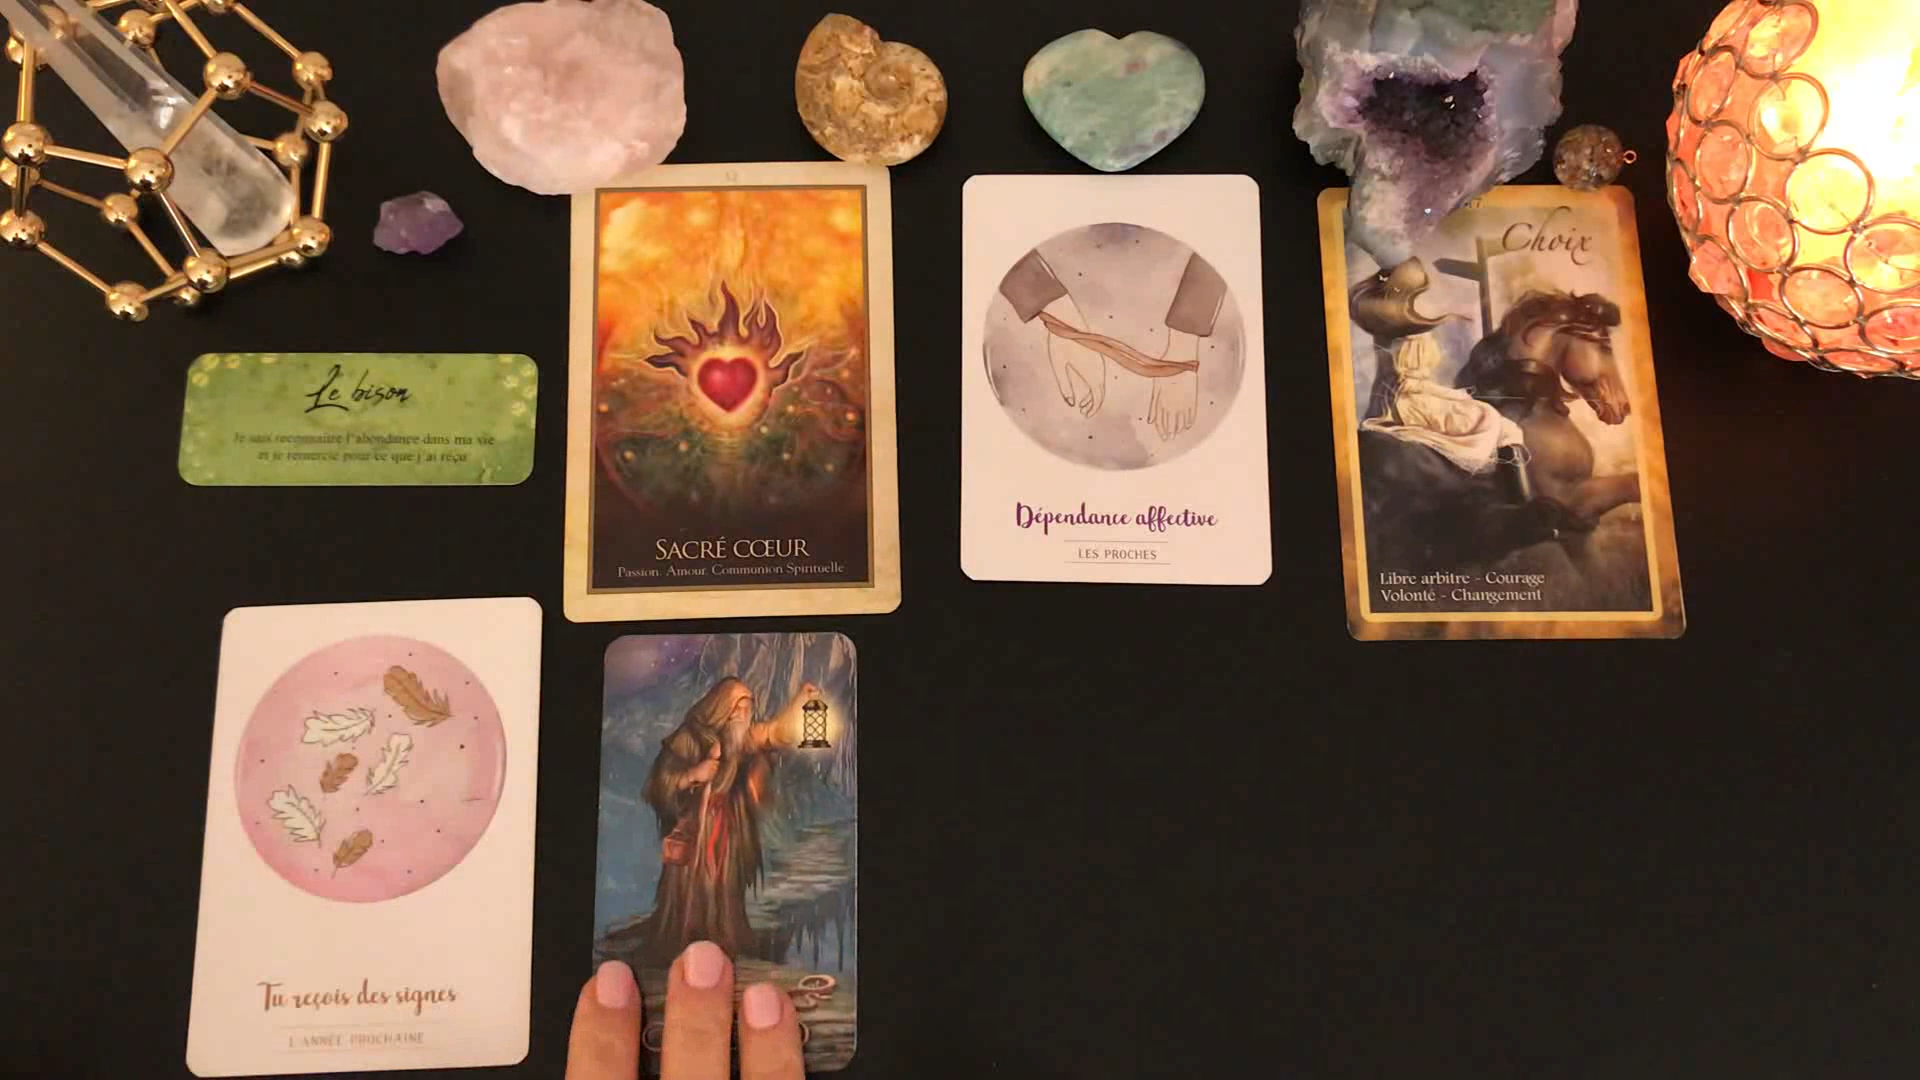 Choix
Le bison
Je sais reconnaître l'abondance dans ma vie
et je remercie pour ce que j'ai reçu
SACRÉ CŒUR
Passion. Amour. Communion Spirituelle
Dépendance affective
LES PROCHES
Libre arbitre - Courage
Volonté - Changement
Tu reçois des signes
L'ANNÉE PROCHAINE